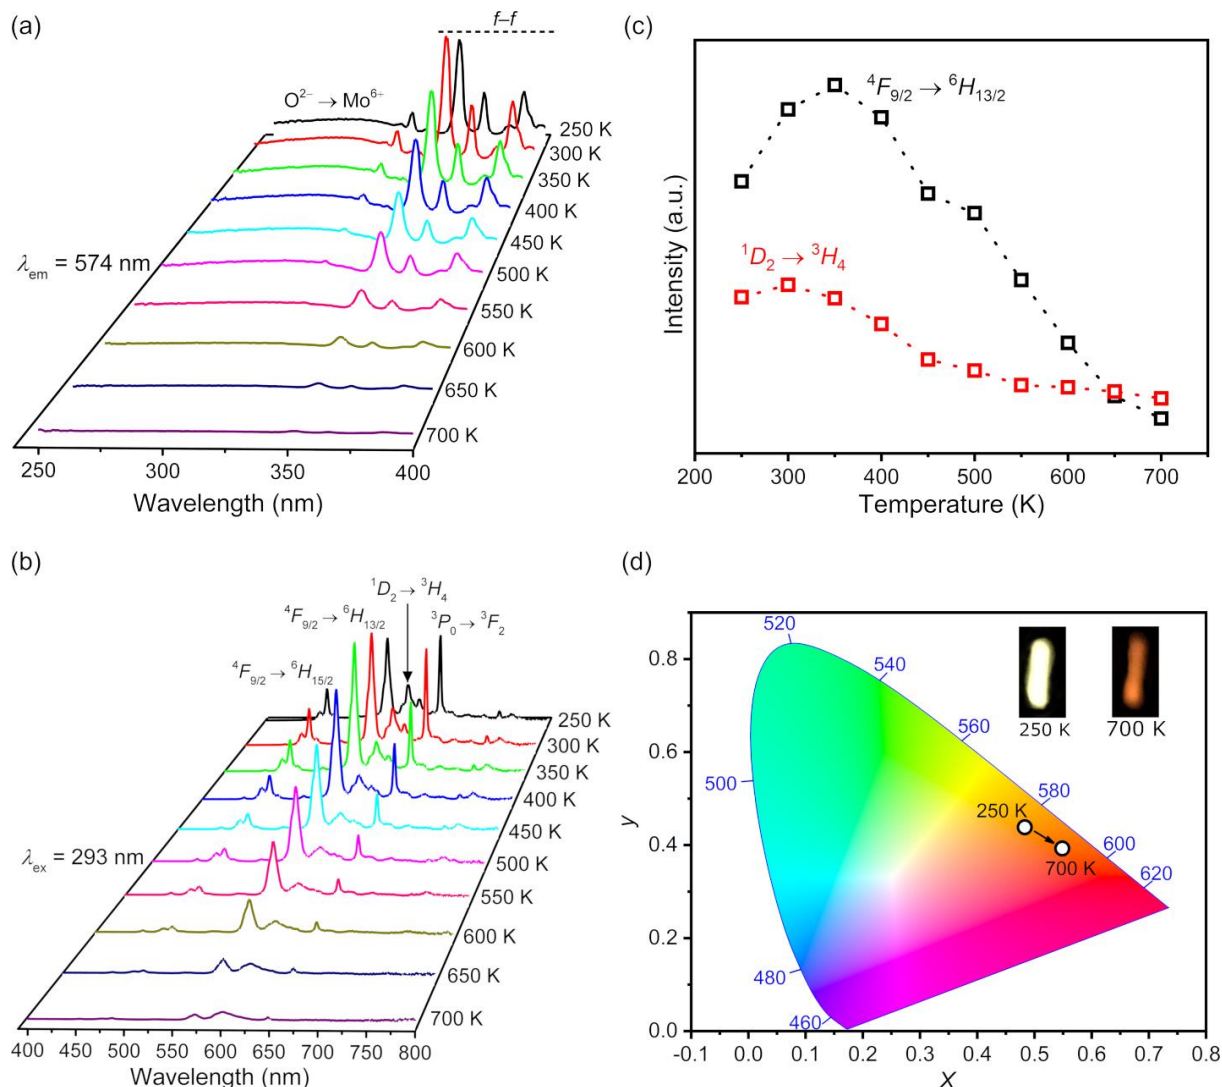 (a)
f–f
O²⁻ → Mo⁶⁺
250 K
300 K
350 K
400 K
450 K
λem = 574 nm
500 K
550 K
600 K
650 K
700 K
250 300 350 400
Wavelength (nm)
(b)
¹D₂ → ³H₄
⁴F9/2 → ⁶H13/2
³P₀ → ³F₂
⁴F9/2 → ⁶H15/2
250 K
300 K
350 K
400 K
450 K
λex = 293 nm
500 K
550 K
600 K
650 K
700 K
400 450 500 550 600 650 700 750 800
Wavelength (nm)
(c)
⁴F9/2 → ⁶H13/2
¹D₂ → ³H₄
Intensity (a.u.)
200 300 400 500 600 700
Temperature (K)
(d)
520
540
560
250 K 700 K
500
580
250 K
600
700 K
620
480
460
0.8
0.6
y
0.4
0.2
0.0
-0.1 0.0 0.1 0.2 0.3 0.4 0.5 0.6 0.7 0.8
X